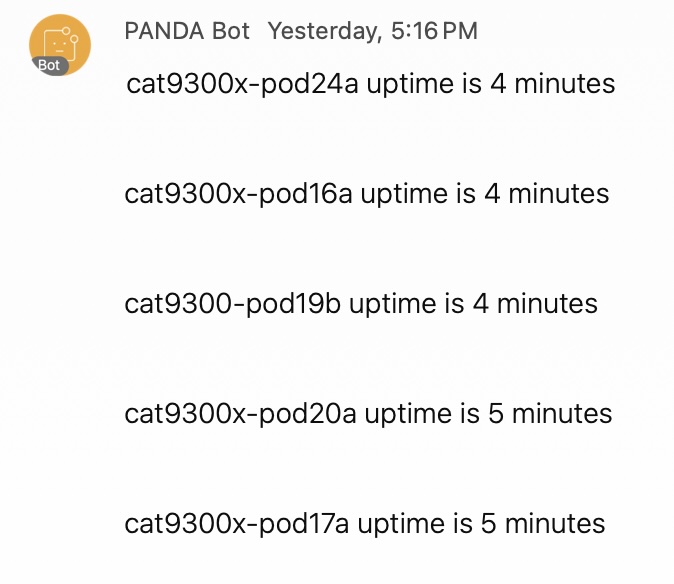 PANDA Bot Yesterday, 5:16 PM
Bot
cat9300x-pod24a uptime is 4 minutes
cat9300x-pod16a uptime is 4 minutes
cat9300-pod19b uptime is 4 minutes
cat9300x-pod20a uptime is 5 minutes
cat9300x-pod17a uptime is 5 minutes